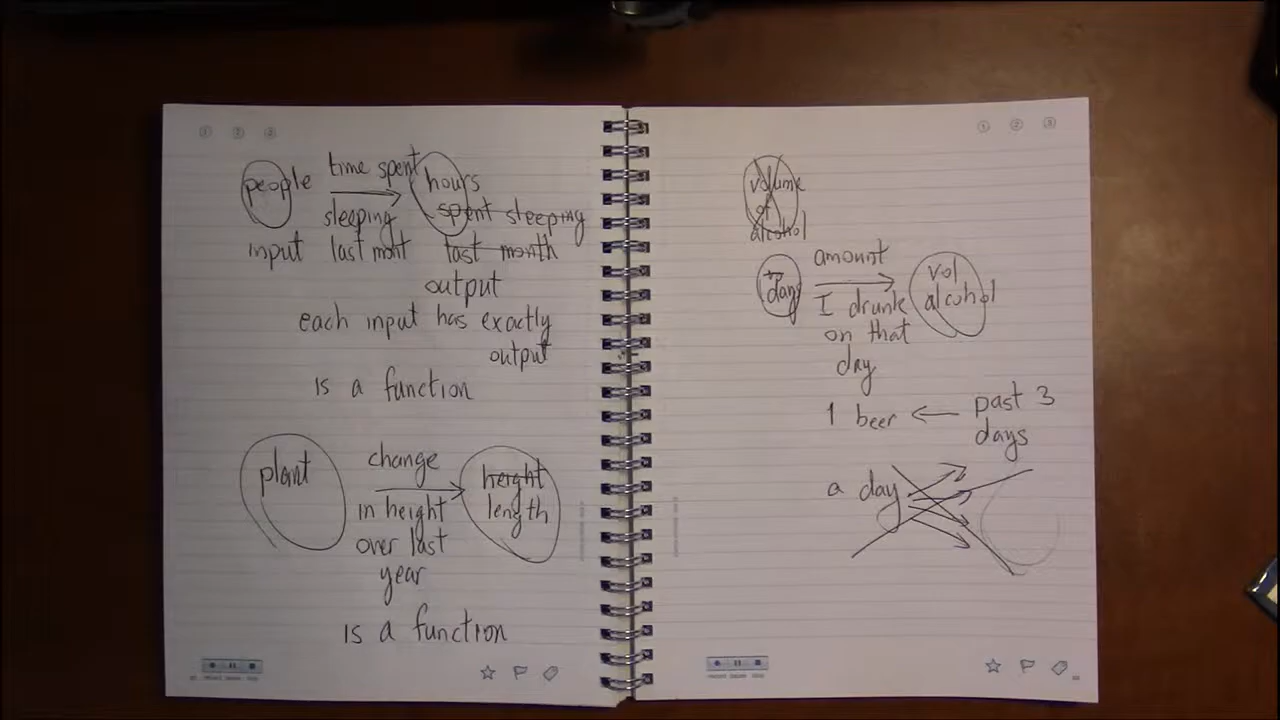 people time spent hours
sleeping spent sleeping
input last mont last month
output
each input has exactly
output
is a function
plant change height
in height length
over last
year
is a function
volume
of
alcohol
day amount vol
I drunk alcohol
on that
day
1 beer ← past 3
days
a day